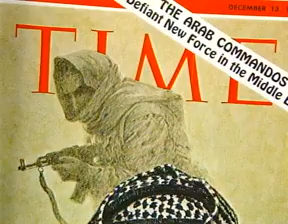 DECEMBER 13,
THE ARAB COMMANDOS
Defiant New Force in the Middle E
TIME